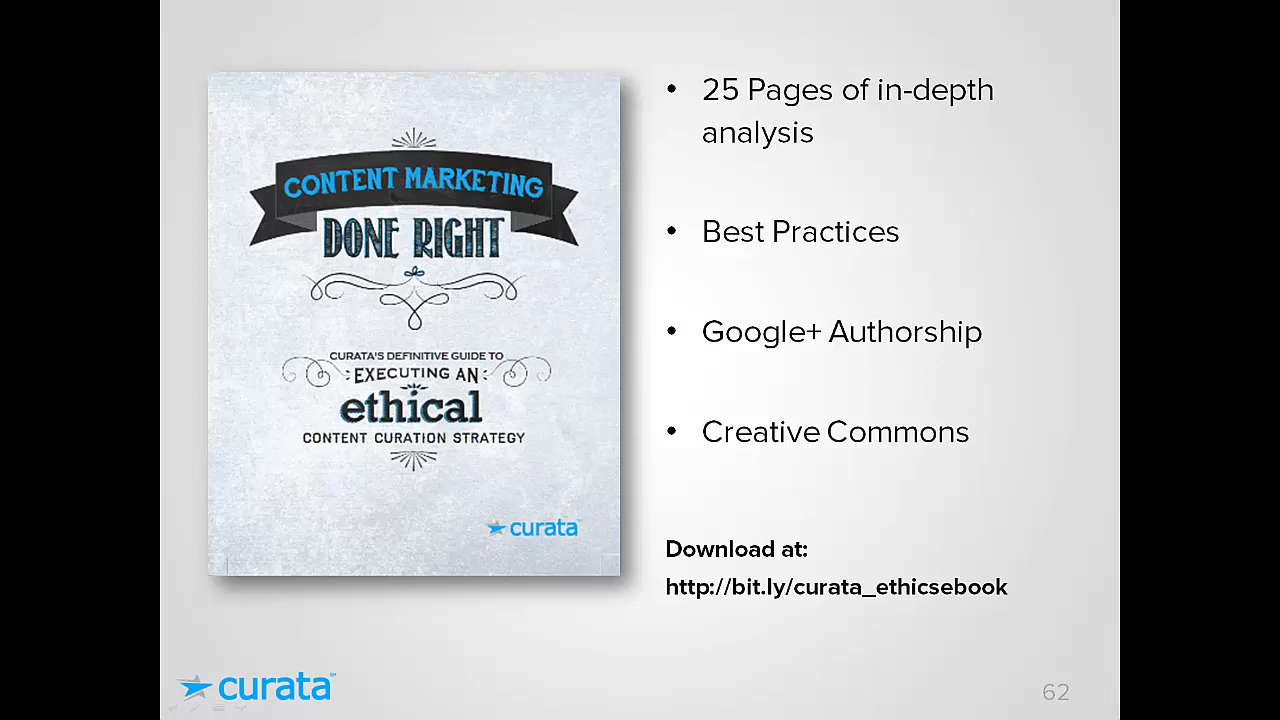 CONTENT MARKETING
DONE RIGHT
CURATA'S DEFINITIVE GUIDE TO
EXECUTING AN
ethical
CONTENT CURATION STRATEGY
curata
• 25 Pages of in-depth
analysis
• Best Practices
• Google+ Authorship
• Creative Commons
Download at:
http://bit.ly/curata_ethicsebook
curata
62